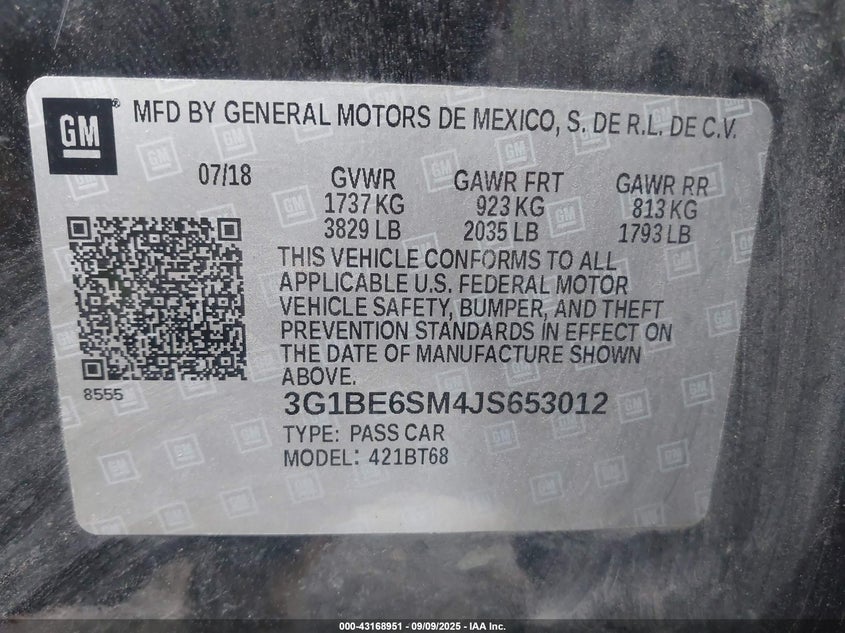 GM
MFD BY GENERAL MOTORS DE MEXICO, S. DE R.L. DE C.V.
07/18 GVWR GAWR FRT GAWR RR
1737 KG 923 KG 813 KG
3829 LB 2035 LB 1793 LB
THIS VEHICLE CONFORMS TO ALL
APPLICABLE U.S. FEDERAL MOTOR
VEHICLE SAFETY, BUMPER, AND THEFT
PREVENTION STANDARDS IN EFFECT ON
THE DATE OF MANUFACTURE SHOWN
ABOVE.
8555
3G1BE6SM4JS653012
TYPE: PASS CAR
MODEL: 421BT68
000-43168951 - 09/09/2025 - IAA Inc.